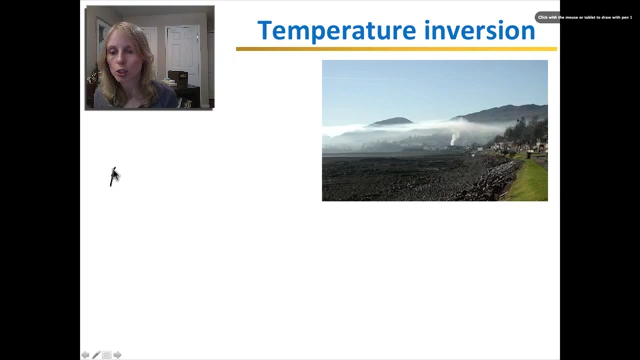 Temperature inversion
Click with the mouse or tablet to draw with pen 1